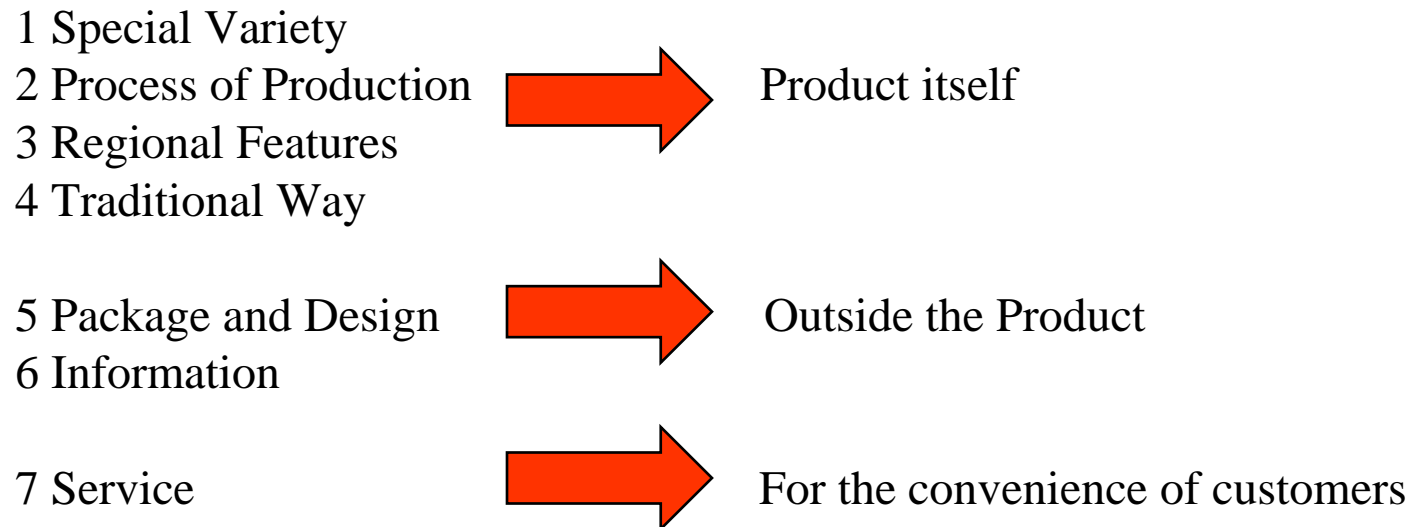 1 Special Variety
2 Process of Production
Product itself
3 Regional Features
4 Traditional Way
5 Package and Design
Outside the Product
6 Information
7 Service
For the convenience of customers